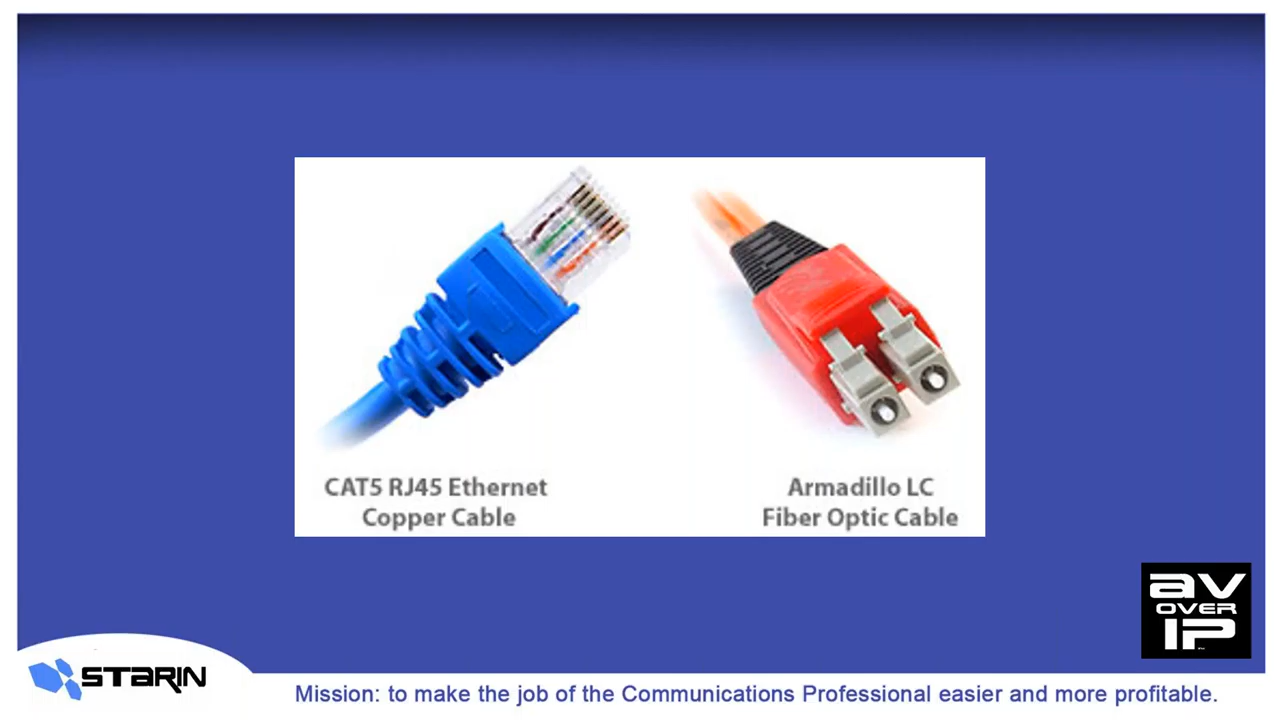 CAT5 RJ45 Ethernet
Copper Cable
Armadillo LC
Fiber Optic Cable
av
OVER
IP
STARIN
Mission: to make the job of the Communications Professional easier and more profitable.